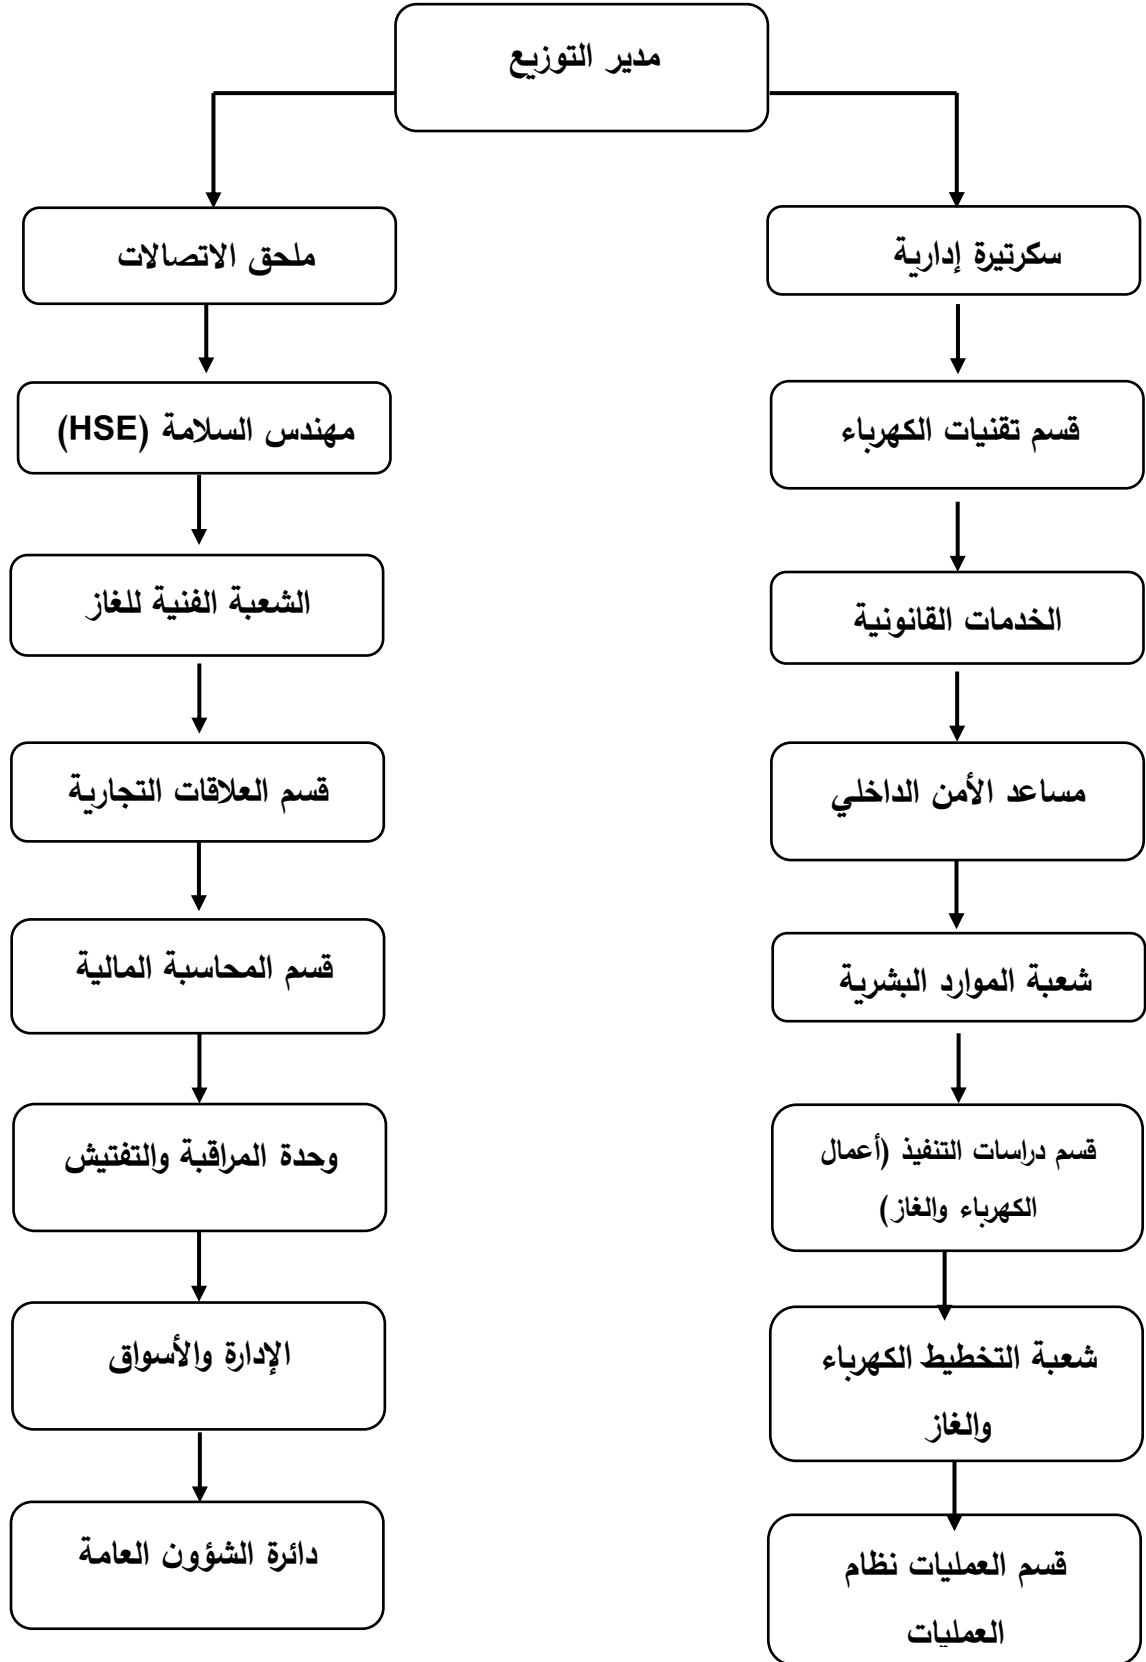 مدير التوزيع
سكرتيرة إدارية
ملحق الاتصالات
قسم تقنيات الكهرباء
مهندس السلامة (HSE)
الخدمات القانونية
الشعبة الفنية للغاز
مساعد الأمن الداخلي
قسم العلاقات التجارية
شعبة الموارد البشرية
قسم المحاسبة المالية
قسم دراسات التنفيذ (أعمال
الكهرباء والغاز)
وحدة المراقبة والتفتيش
شعبة التخطيط الكهرباء
والغاز
الإدارة والأسواق
قسم العمليات نظام
العمليات
دائرة الشؤون العامة